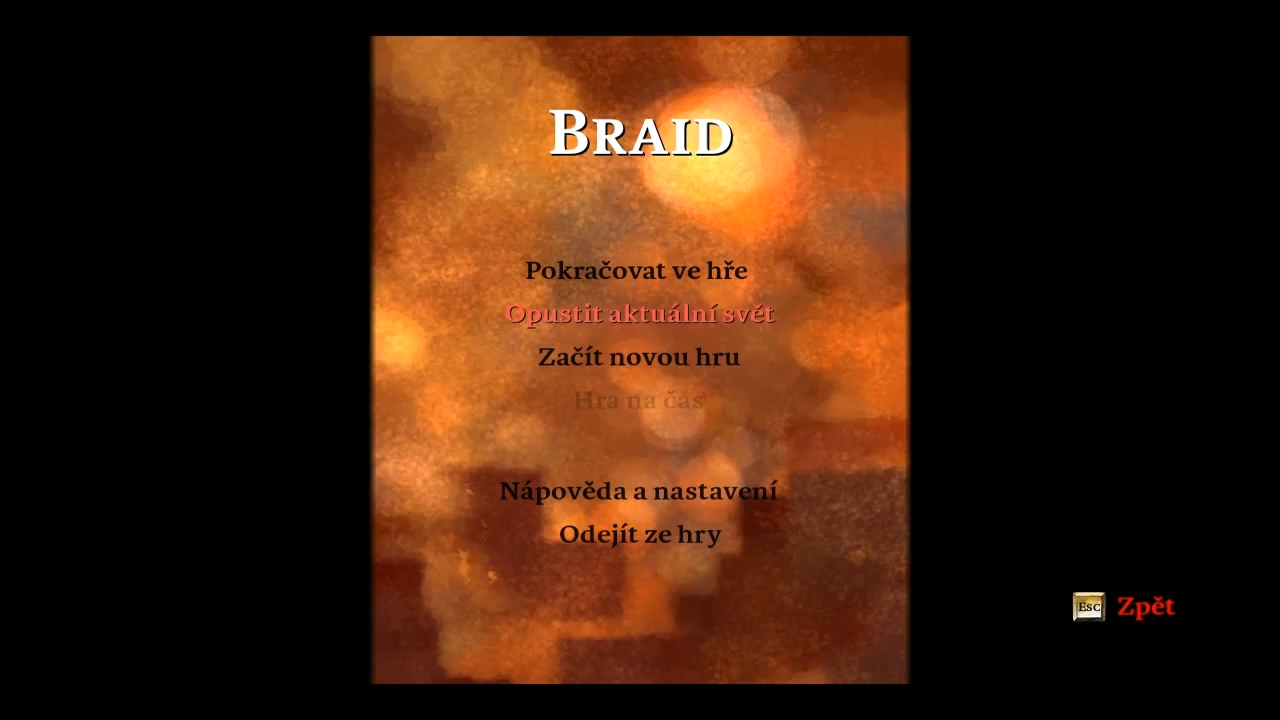 Braid
Pokračovat ve hře
Opustit aktuální svět
Začít novou hru
Hra na čas
Nápověda a nastavení
Odejít ze hry
Esc Zpět